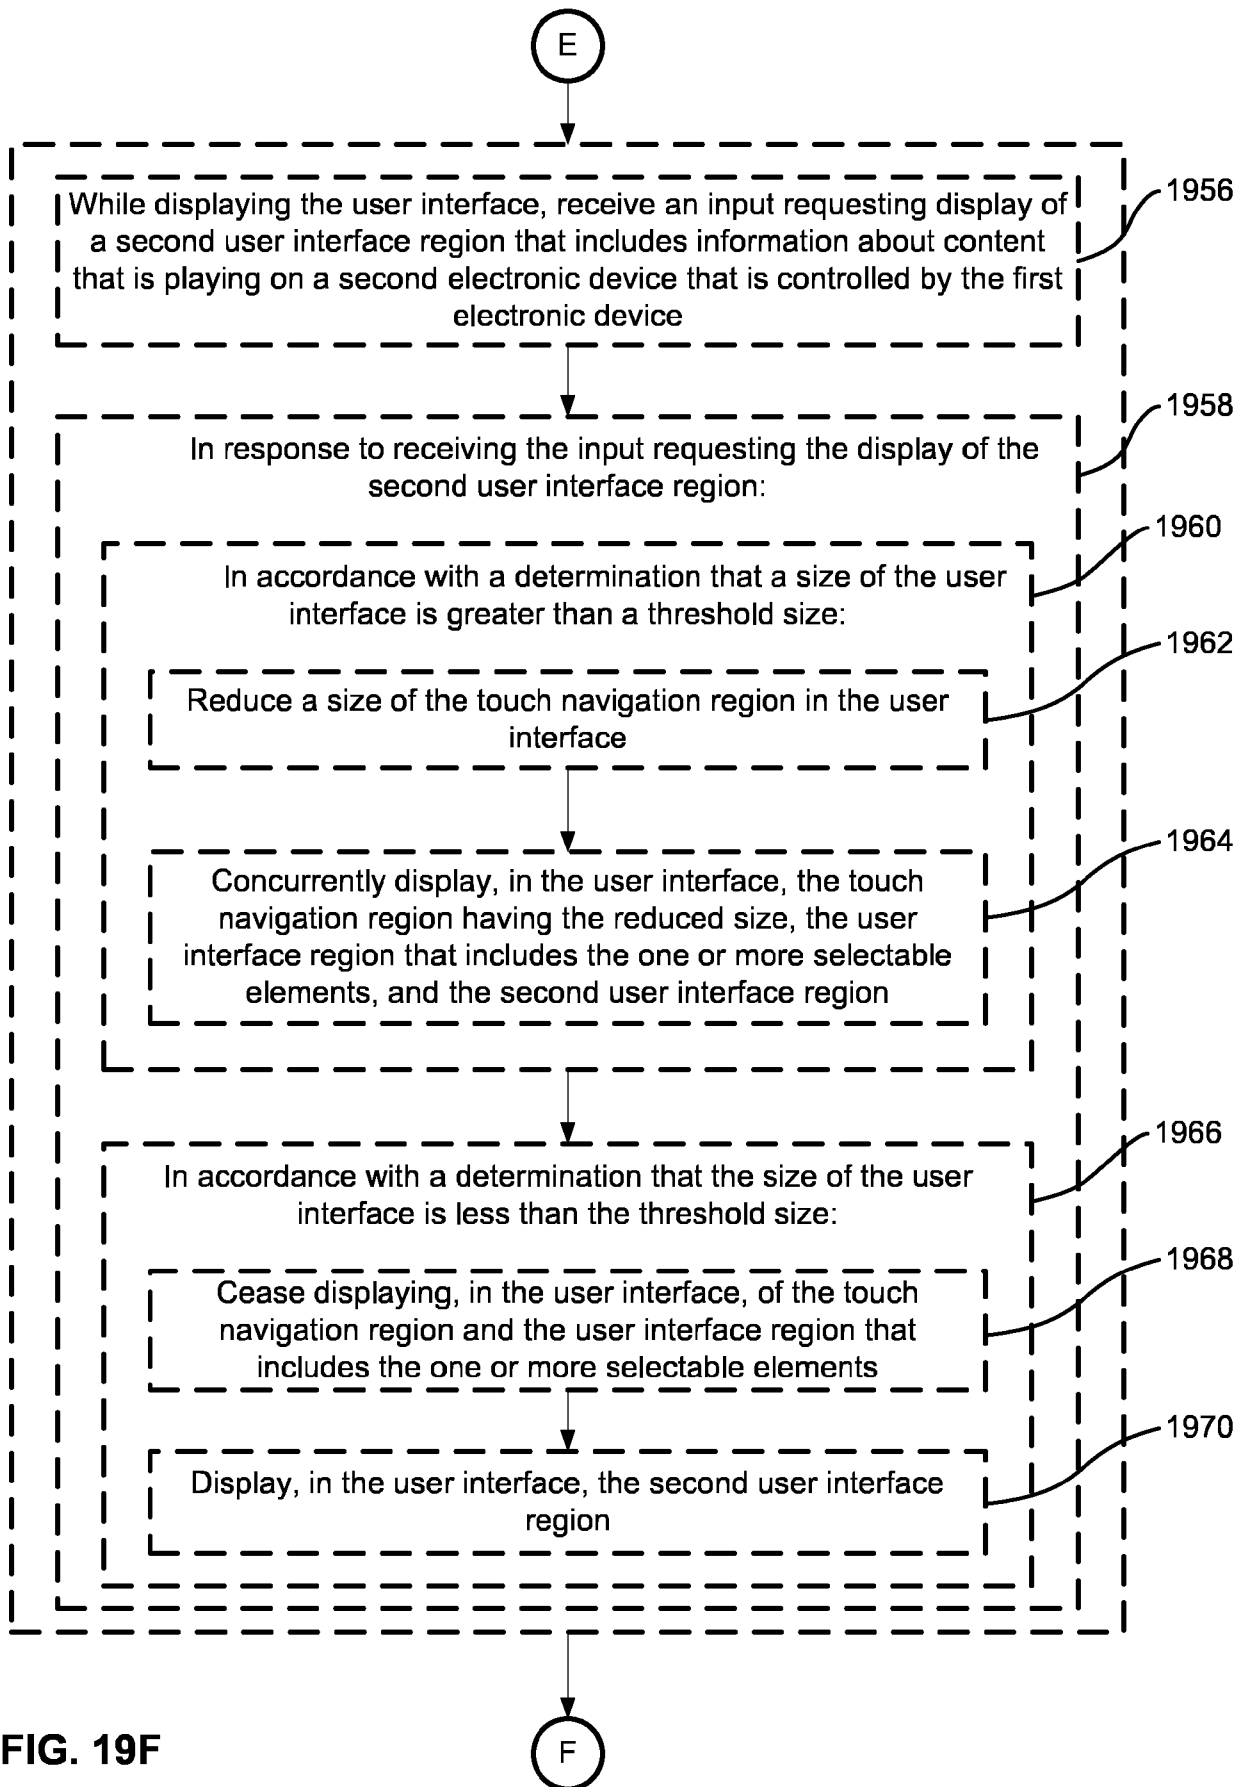 E
While displaying the user interface, receive an input requesting display of
a second user interface region that includes information about content
that is playing on a second electronic device that is controlled by the first
electronic device
1956
In response to receiving the input requesting the display of the
second user interface region:
1958
In accordance with a determination that a size of the user
interface is greater than a threshold size:
1960
Reduce a size of the touch navigation region in the user
interface
1962
Concurrently display, in the user interface, the touch
navigation region having the reduced size, the user
interface region that includes the one or more selectable
elements, and the second user interface region
1964
In accordance with a determination that the size of the user
interface is less than the threshold size:
1966
Cease displaying, in the user interface, of the touch
navigation region and the user interface region that
includes the one or more selectable elements
1968
Display, in the user interface, the second user interface
region
1970
F
FIG. 19F